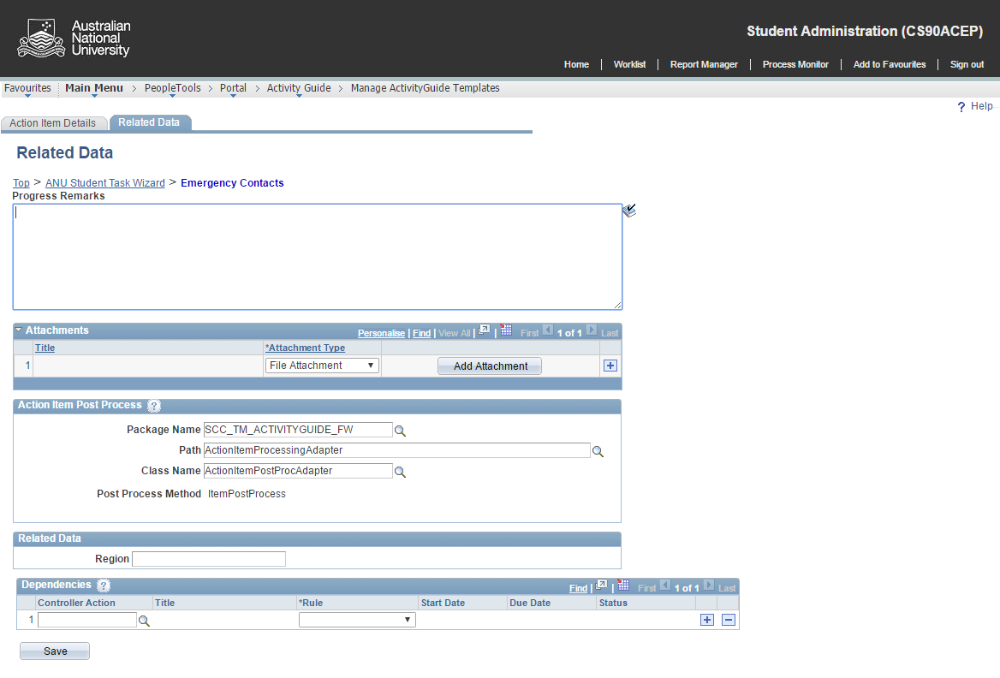 Australian
National
University
Student Administration (CS90ACEP)
Home Worklist Report Manager Process Monitor Add to Favourites Sign out
Favourites Main Menu > PeopleTools > Portal > Activity Guide > Manage ActivityGuide Templates
? Help
Action Item Details Related Data
Related Data
Top > ANU Student Task Wizard > Emergency Contacts
Progress Remarks
Attachments Personalise | Find | View All | | First 1 of 1 Last
Title *Attachment Type
1 File Attachment Add Attachment
Action Item Post Process ?
Package Name SCC_TM_ACTIVITYGUIDE_FW
Path ActionItemProcessingAdapter
Class Name ActionItemPostProcAdapter
Post Process Method ItemPostProcess
Related Data
Region
Dependencies ? Find | | First 1 of 1 Last
Controller Action Title *Rule Start Date Due Date Status
1
Save